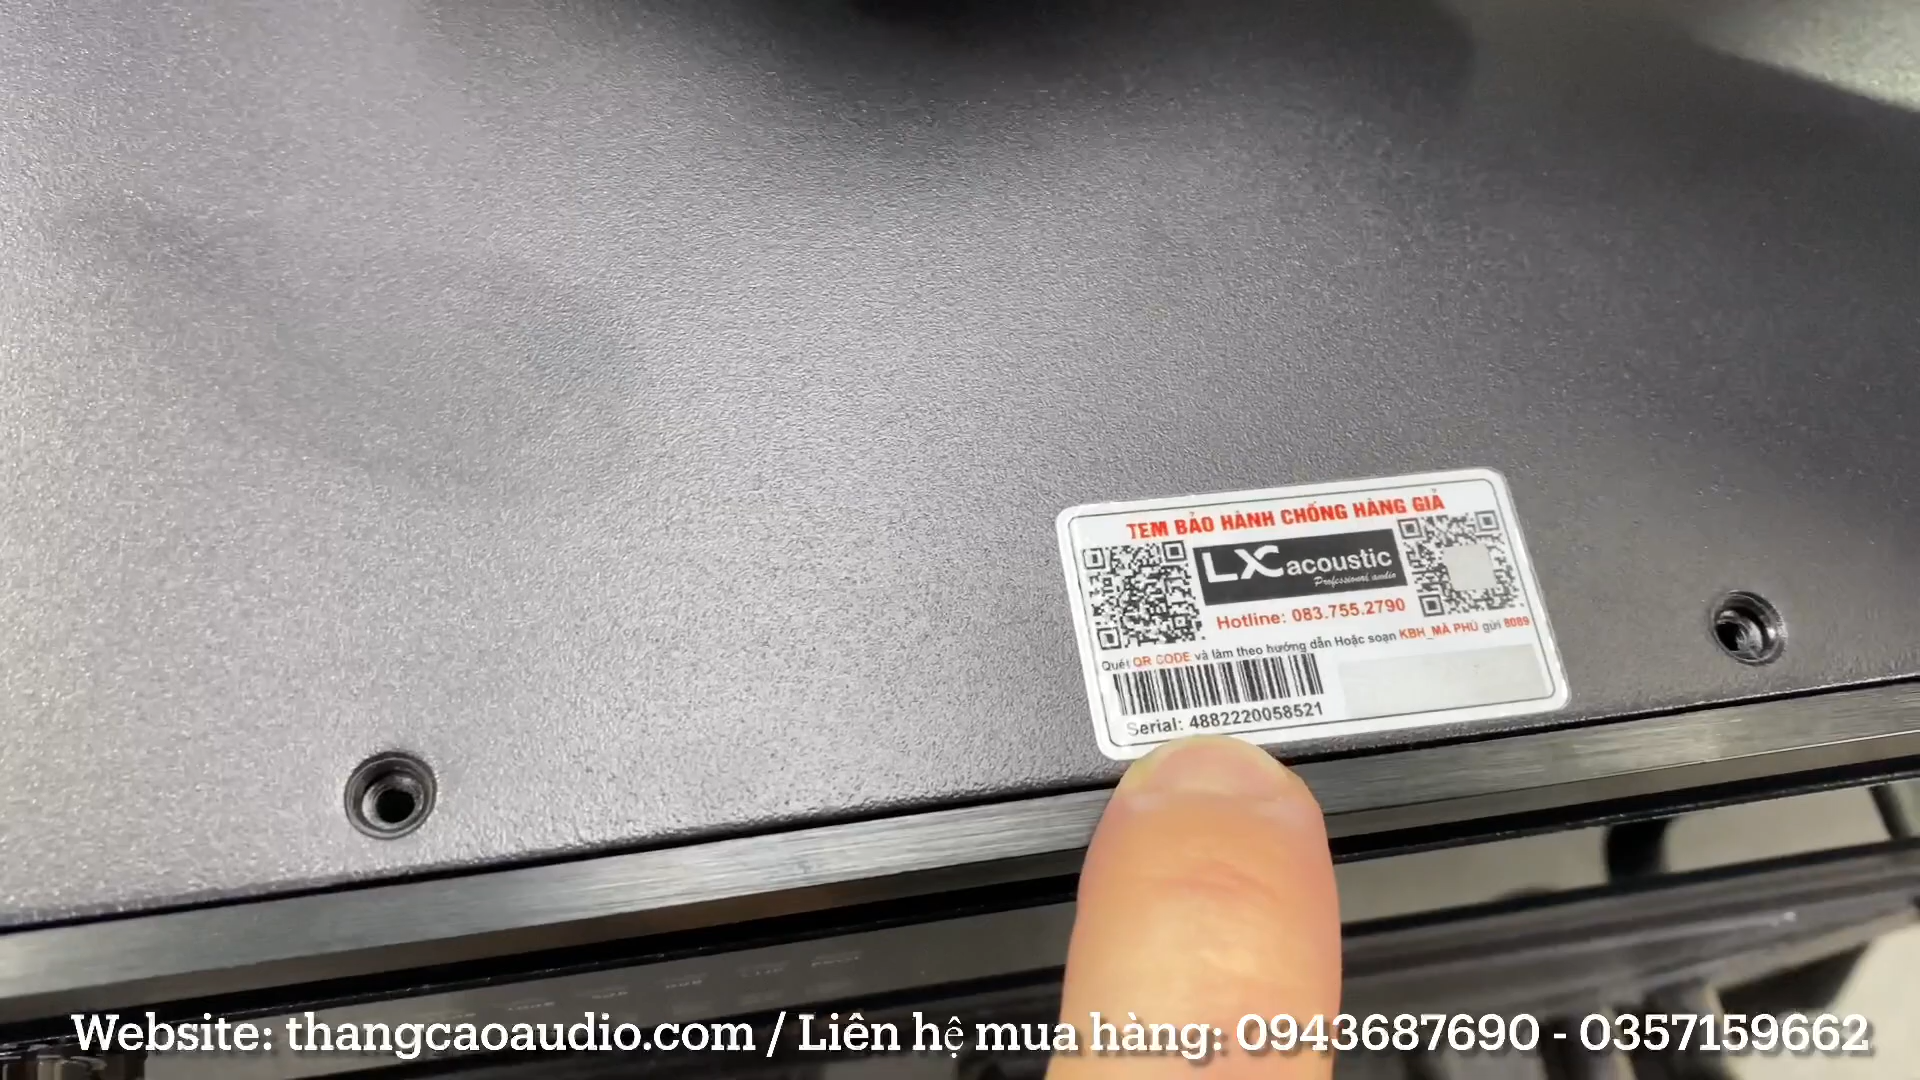 TEM BẢO HÀNH CHỐNG HÀNG GIẢ
LXacoustic
Professional audio
Hotline: 083.755.2790
Quét QR CODE và làm theo hướng dẫn Hoặc soạn KBH_MÃ PHỦ gửi 8089
Serial: 4882220058521
Website: thangcaoaudio.com / Liên hệ mua hàng: 0943687690 - 0357159662